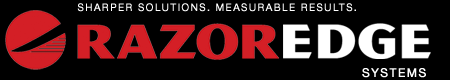 SHARPER SOLUTIONS. MEASURABLE RESULTS.
RAZOREDGE
SYSTEMS